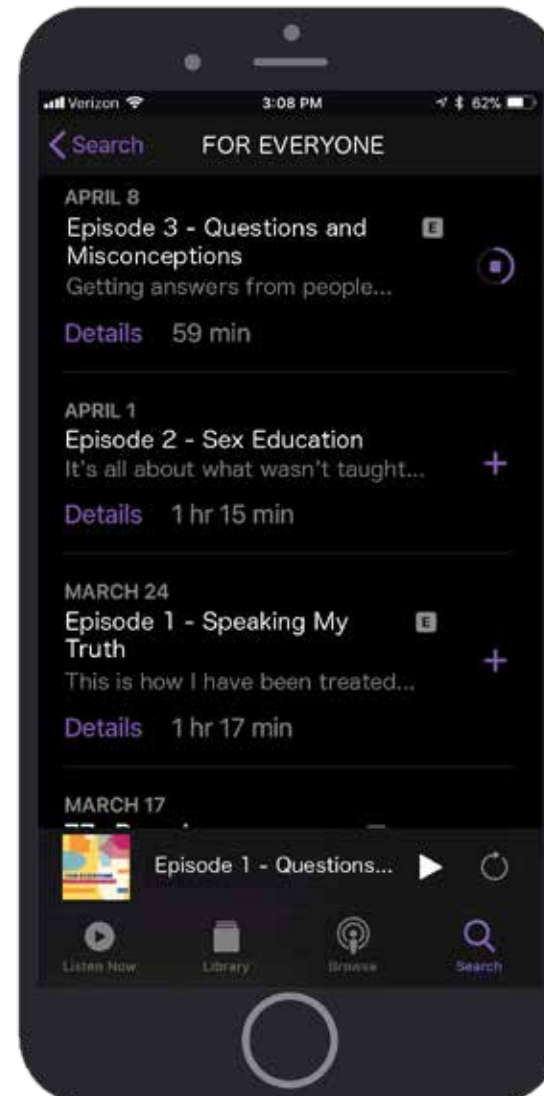 Verizon 3:08 PM 62%
Search FOR EVERYONE
APRIL 8
Episode 3 - Questions and E
Misconceptions
Getting answers from people...
Details 59 min
APRIL 1
Episode 2 - Sex Education
It's all about what wasn't taught...
Details 1 hr 15 min
MARCH 24
Episode 1 - Speaking My E
Truth
This is how I have been treated...
Details 1 hr 17 min
MARCH 17
Episode 1 - Questions...
Listen Now Library Browse Search